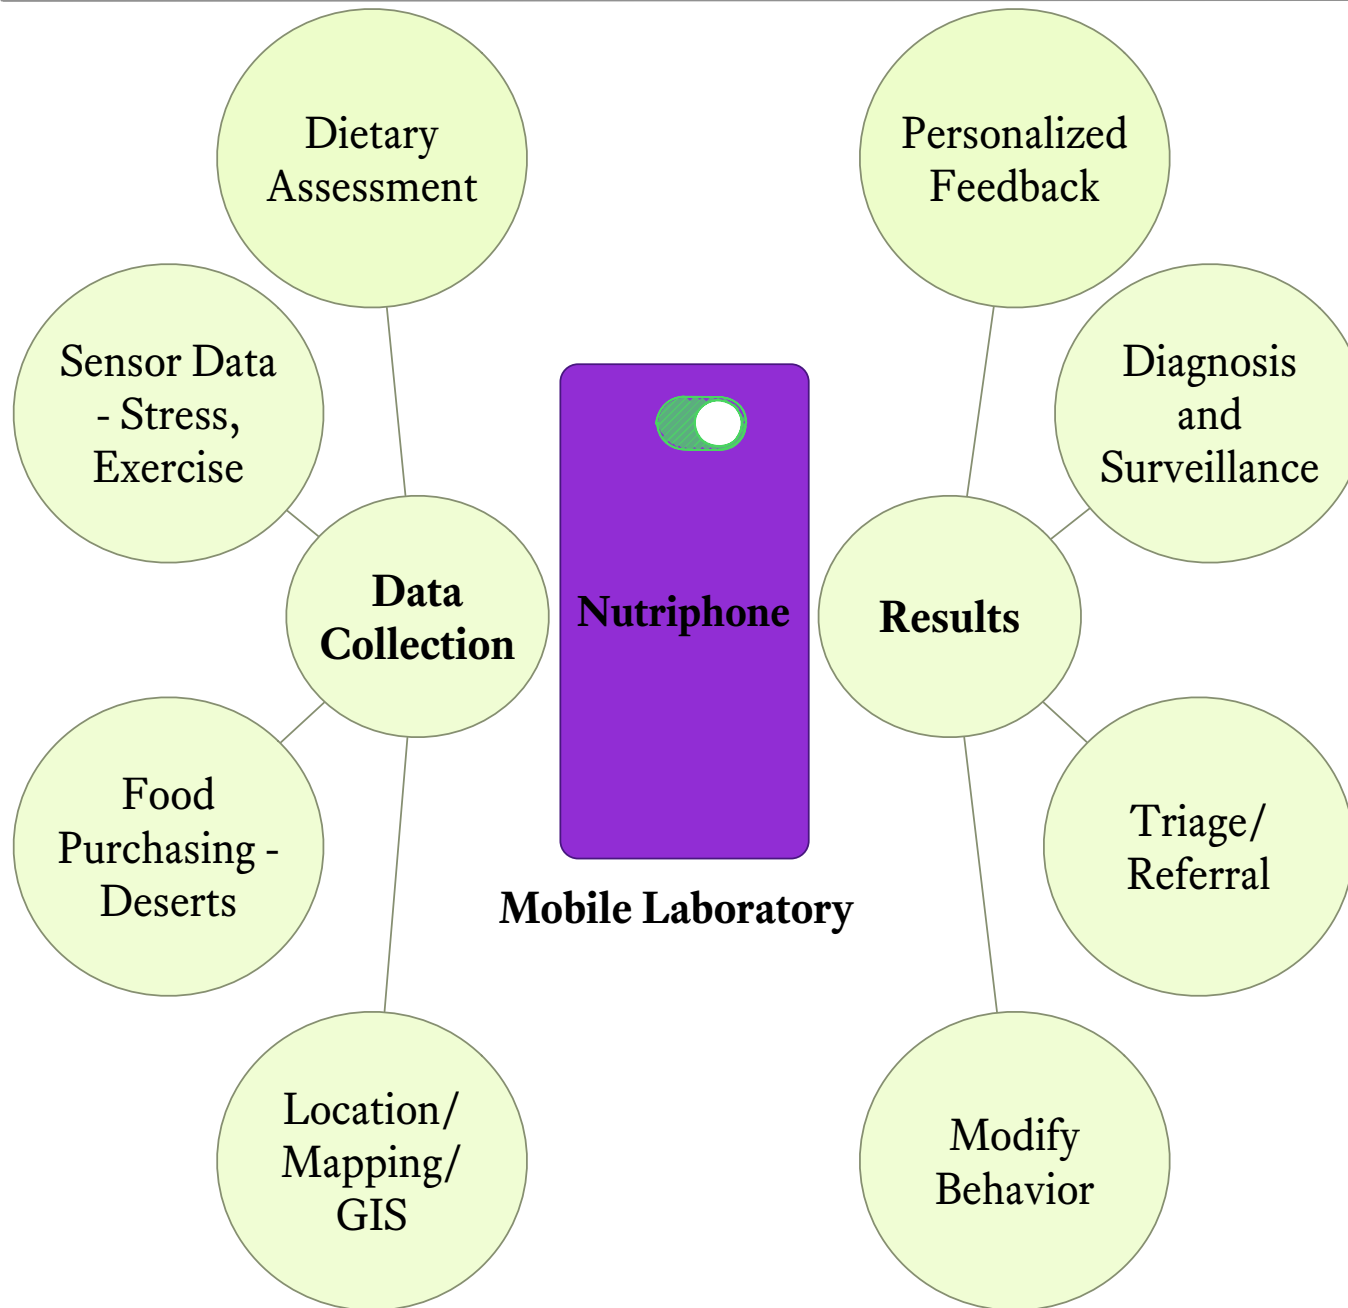 Dietary
Assessment
Personalized
Feedback
Sensor Data
- Stress,
Exercise
Diagnosis
and
Surveillance
Data
Collection
Nutriphone
Results
Food
Purchasing -
Deserts
Triage/
Referral
Mobile Laboratory
Location/
Mapping/
GIS
Modify
Behavior